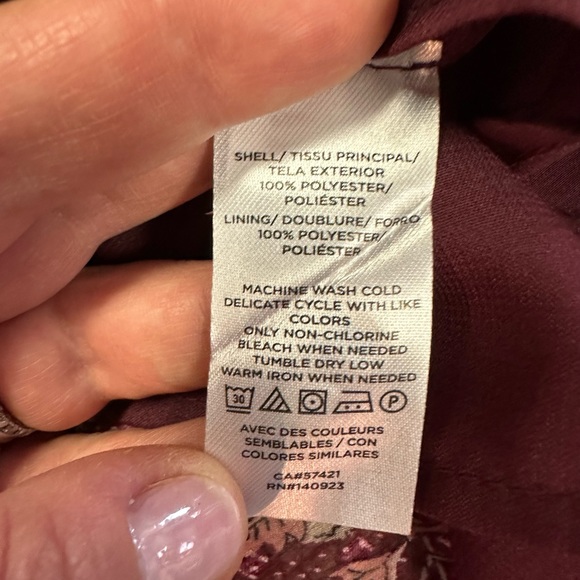 SHELL/ TISSU PRINCIPAL/
TELA EXTERIOR
100% POLYESTER/
POLIÉSTER
LINING/ DOUBLURE/ FORRO
100% POLYESTER/
POLIÉSTER
MACHINE WASH COLD
DELICATE CYCLE WITH LIKE
COLORS
ONLY NON-CHLORINE
BLEACH WHEN NEEDED
TUMBLE DRY LOW
WARM IRON WHEN NEEDED
30 P
AVEC DES COULEURS
SEMBLABLES / CON
COLORES SIMILARES
CA#57421
RN#140923